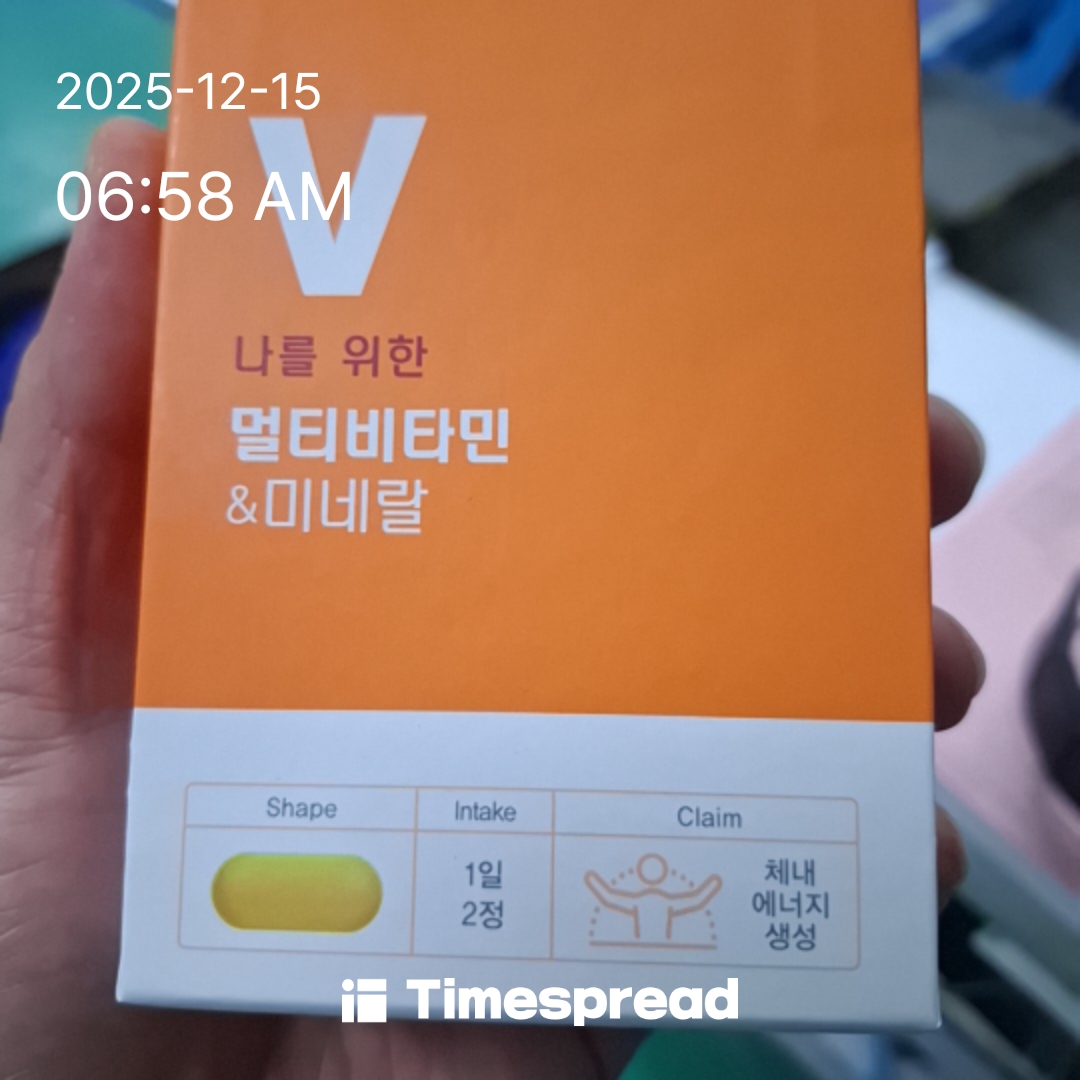 2025-12-15
06:58 AM
V
나를 위한
멀티비타민
&미네랄
Shape
Intake
Claim
1일
2정
체내
에너지
생성
Timespread